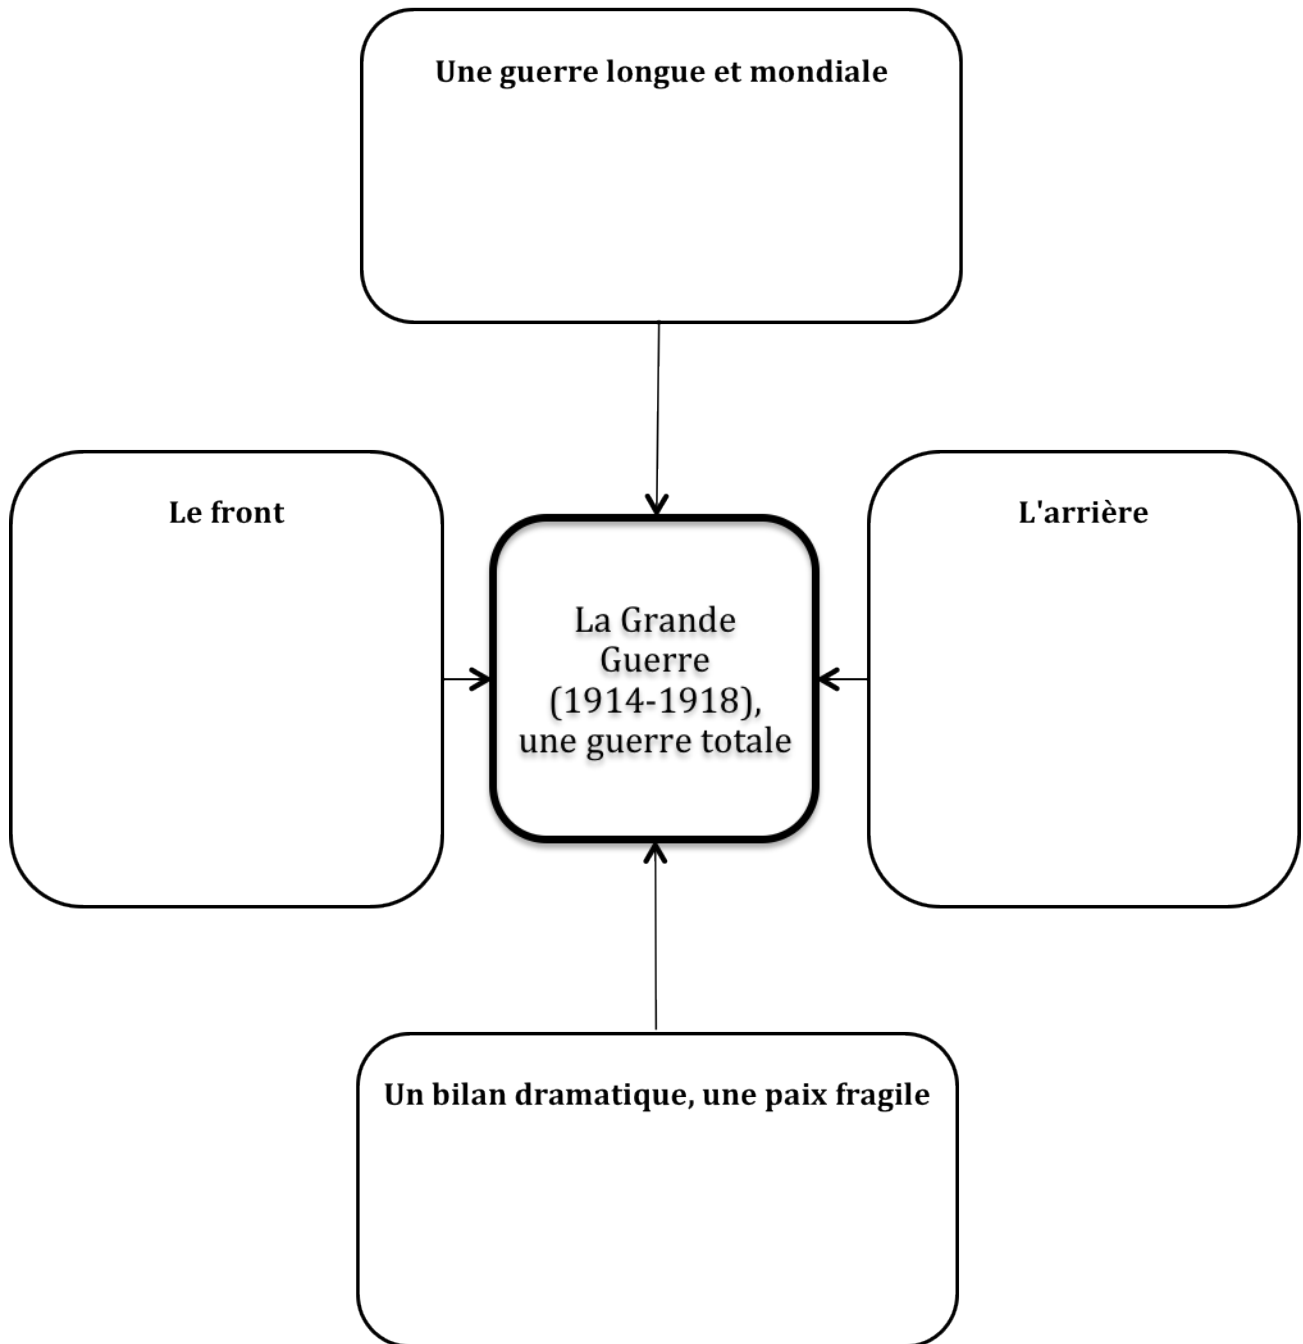 Une guerre longue et mondiale
Le front
L'arrière
La Grande
Guerre
(1914-1918),
une guerre totale
Un bilan dramatique, une paix fragile